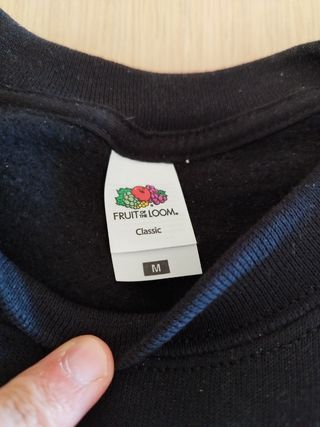 FRUIT OF THE LOOM®
Classic
M